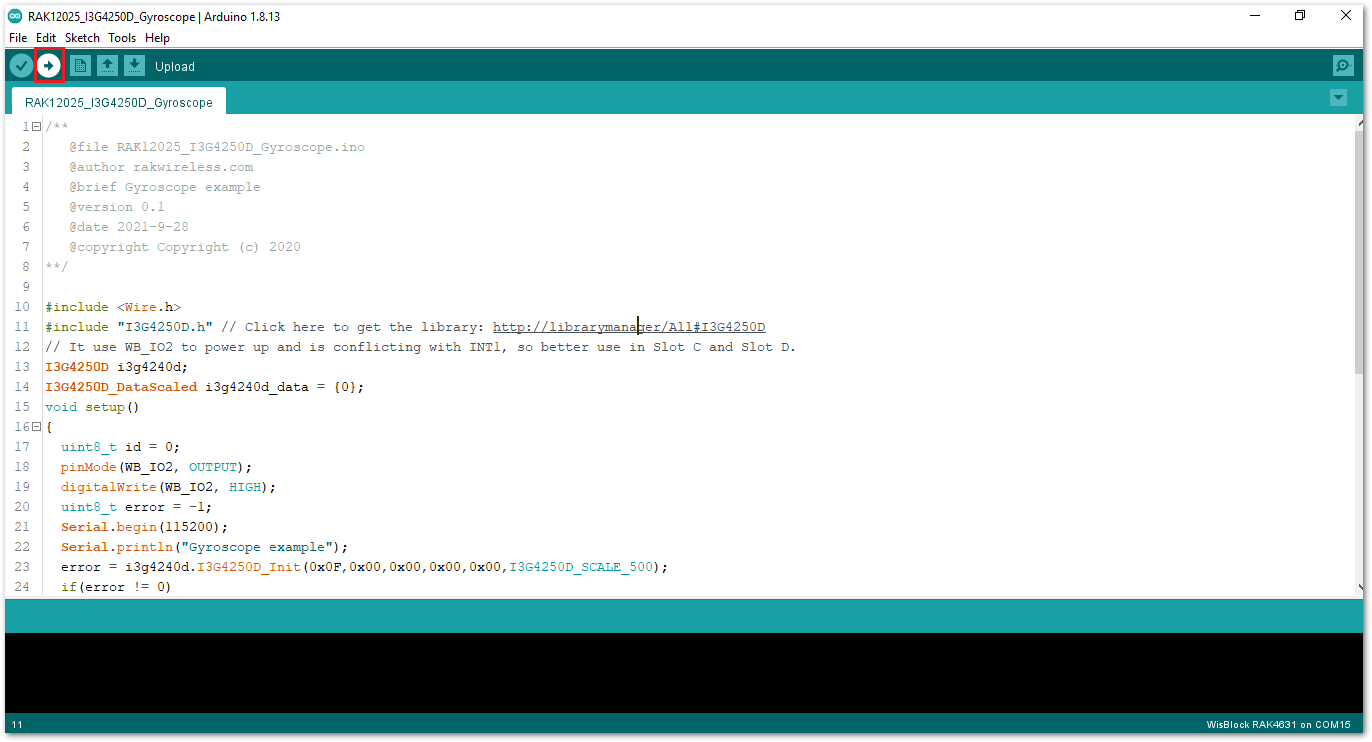 RAK12025_I3G4250D_Gyroscope | Arduino 1.8.13
File Edit Sketch Tools Help
Upload
RAK12025_I3G4250D_Gyroscope
1 /**
2    @file RAK12025_I3G4250D_Gyroscope.ino
3    @author rakwireless.com
4    @brief Gyroscope example
5    @version 0.1
6    @date 2021-9-28
7    @copyright Copyright (c) 2020
8 **/
9
10 #include <Wire.h>
11 #include "I3G4250D.h" // Click here to get the library: http://librarymanager/All#I3G4250D
12 // It use WB_IO2 to power up and is conflicting with INT1, so better use in Slot C and Slot D.
13 I3G4250D i3g4240d;
14 I3G4250D_DataScaled i3g4240d_data = {0};
15 void setup()
16 {
17   uint8_t id = 0;
18   pinMode(WB_IO2, OUTPUT);
19   digitalWrite(WB_IO2, HIGH);
20   uint8_t error = -1;
21   Serial.begin(115200);
22   Serial.println("Gyroscope example");
23   error = i3g4240d.I3G4250D_Init(0x0F,0x00,0x00,0x00,0x00,I3G4250D_SCALE_500);
24   if(error != 0)
11 WisBlock RAK4631 on COM15